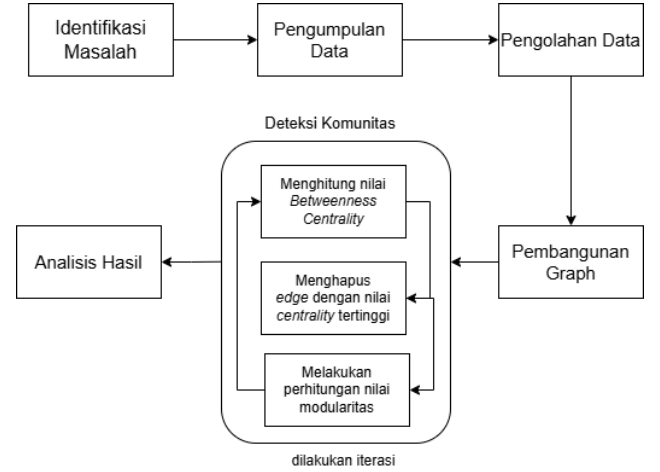 Identifikasi
Masalah
Pengumpulan
Data
Pengolahan Data
Deteksi Komunitas
Menghitung nilai
Betweenness
Centrality
Menghapus
edge dengan nilai
centrality tertinggi
Melakukan
perhitungan nilai
modularitas
dilakukan iterasi
Pembangunan
Graph
Analisis Hasil